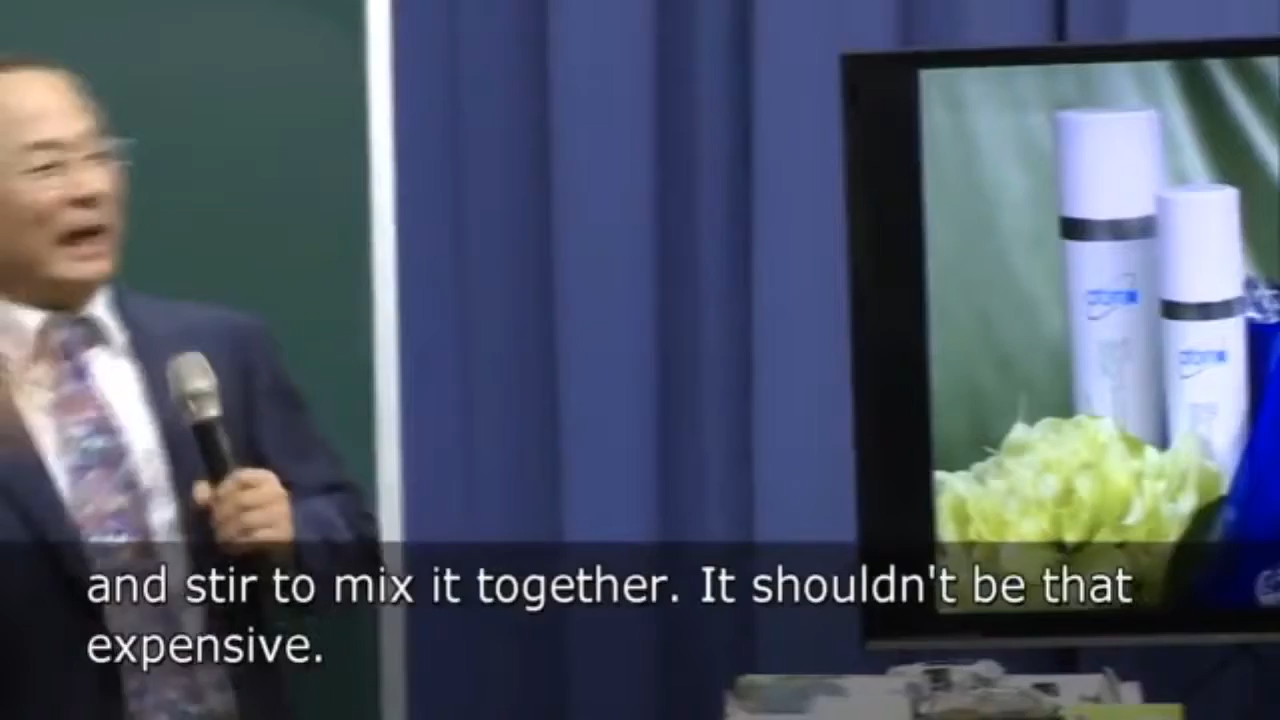 and stir to mix it together. It shouldn't be that
expensive.